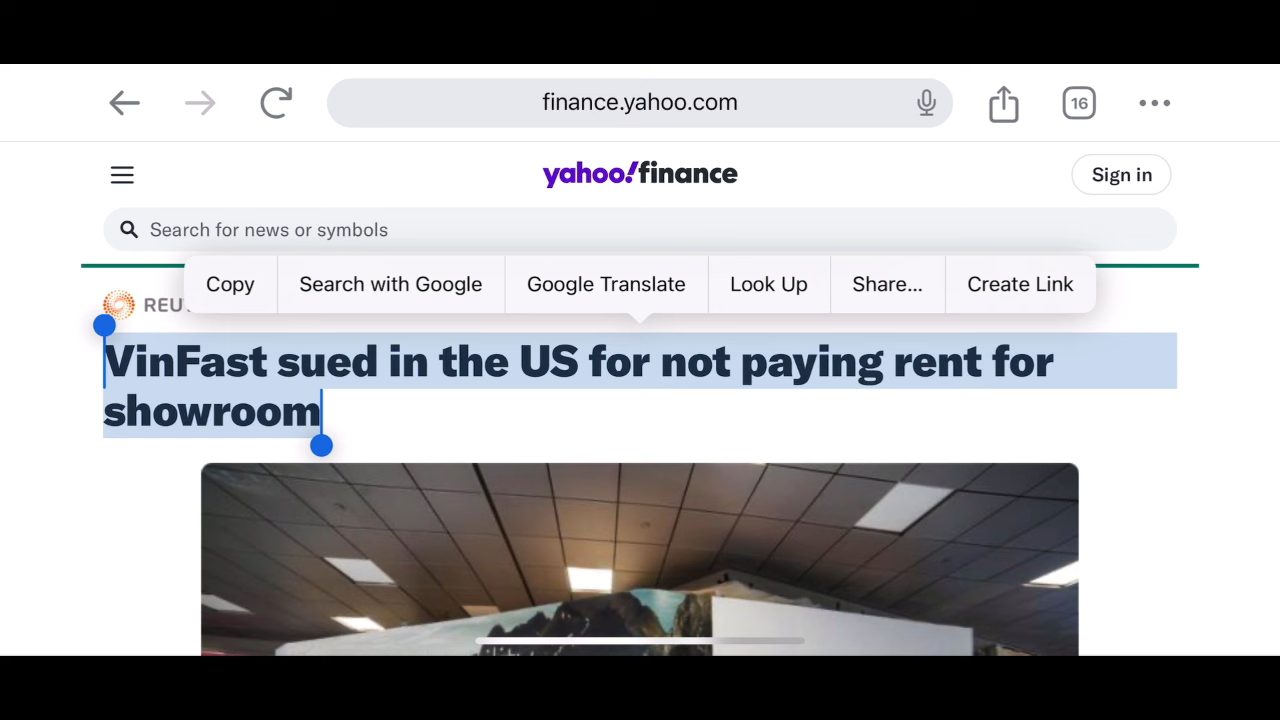 finance.yahoo.com
16
yahoo!finance
Sign in
Search for news or symbols
Copy
Search with Google
Google Translate
Look Up
Share...
Create Link
REU
VinFast sued in the US for not paying rent for
showroom